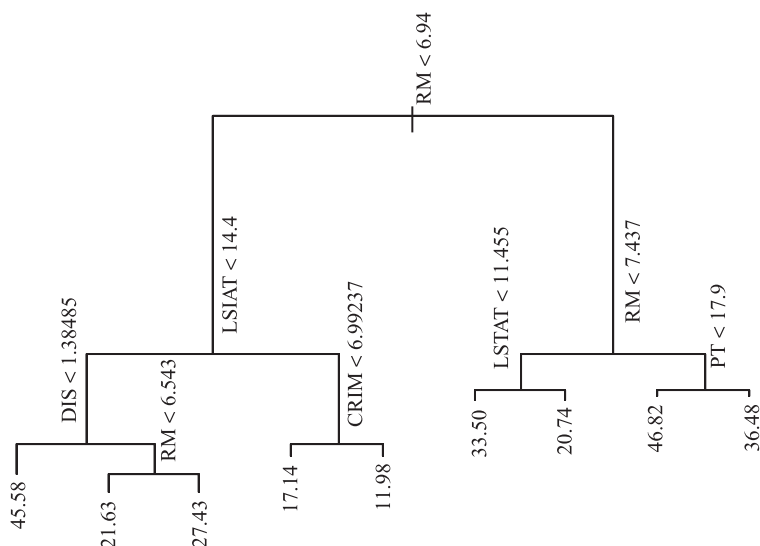 RM < 6.94
LSIAT < 14.4
RM < 7.437
DIS < 1.38485
CRIM < 6.99237
LSTAT < 11.455
PT < 17.9
RM < 6.543
45.58
21.63
27.43
17.14
11.98
33.50
20.74
46.82
36.48